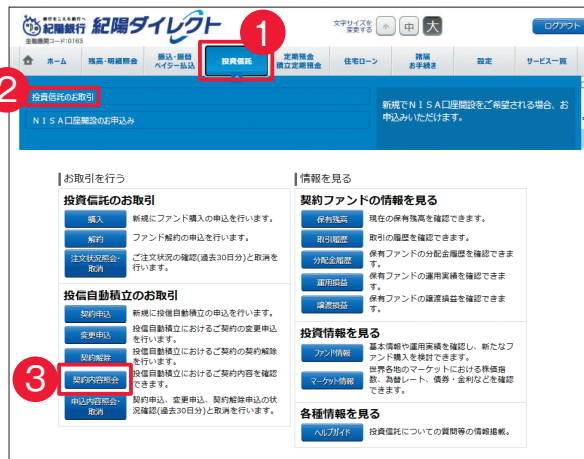 あなたと、いちばんに。
紀陽銀行 紀陽ダイレクト
金融機関コード:0163
文字サイズを
変更する
小 中 大
ログアウト
1
ホーム 残高・明細照会 振込・振替
ペイジー払込 投資信託 定期預金
積立定期預金 住宅ローン 諸届
お手続き 設定 サービス一覧
2
投資信託のお取引
NISA口座開設のお申込み
新規でNISA口座開設をご希望される場合、お
申込みいただけます。
お取引を行う
投資信託のお取引
購入 新規にファンド購入の申込を行います。
解約 ファンド解約の申込を行います。
注文状況照会・
取消 ご注文状況の確認(過去30日分)と取消を
行います。
投信自動積立のお取引
契約申込 新規に投信自動積立の申込を行います。
変更申込 投信自動積立におけるご契約の変更申込
を行います。
契約解除 投信自動積立におけるご契約の契約解除
を行います。
3
契約内容照会 投信自動積立におけるご契約内容を確認
できます。
申込内容照会・
取消 契約申込、変更申込、契約解除申込の状
況確認(過去30日分)と取消を行います。
情報を見る
契約ファンドの情報を見る
保有残高 現在の保有残高を確認できます。
取引履歴 取引の履歴を確認できます。
分配金履歴 保有ファンドの分配金履歴を確認できま
す。
運用損益 保有ファンドの運用実績を確認できま
す。
譲渡損益 保有ファンドの譲渡損益を確認できま
す。
投資情報を見る
ファンド情報 基本情報や運用実績を確認し、新たなフ
ァンド購入を検討できます。
マーケット情報 世界各地のマーケットにおける株価指
数、為替レート、債券・金利などを確認
できます。
各種情報を見る
ヘルプガイド 投資信託についての質問等の情報掲載。